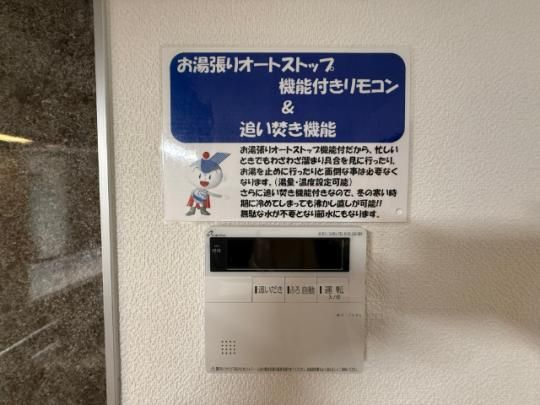 お湯張りオートストップ
機能付きリモコン
&
追い焚き機能
お湯張りオートストップ機能付だから、忙しい
ときでもわざわざ溜まり具合を見に行ったり、
お湯を止めに行ったりと面倒な事は必要なく
なります。(湯量・温度設定可能)
さらに追い焚き機能付きなので、冬の寒い時
期に冷めてしまっても沸かし直しが可能!!
無駄な水が不要となり節水にもなります。
追いだき
ふろ自動
運転
入/切